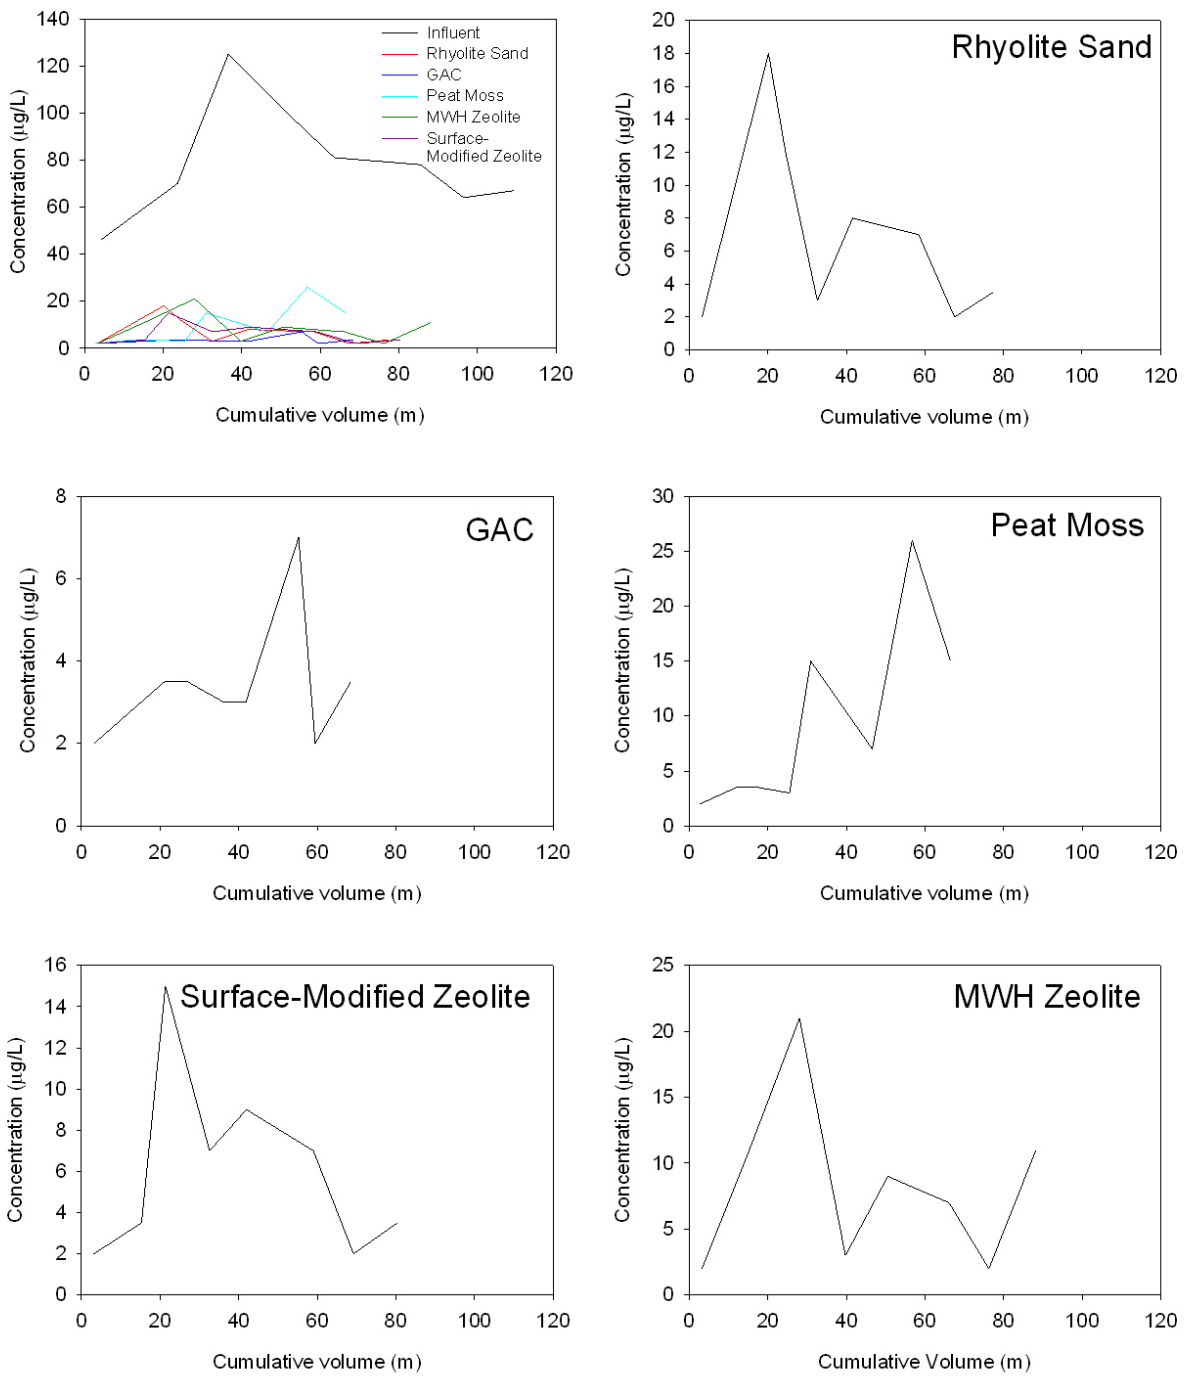 140
120
100
80
60
40
20
0
Concentration (µg/L)
Influent
Rhyolite Sand
GAC
Peat Moss
MWH Zeolite
Surface-
Modified Zeolite
0 20 40 60 80 100 120
Cumulative volume (m)
20
18
16
14
12
10
8
6
4
2
0
Concentration (µg/L)
Rhyolite Sand
0 20 40 60 80 100 120
Cumulative volume (m)
8
6
4
2
0
Concentration (µg/L)
GAC
0 20 40 60 80 100 120
Cumulative volume (m)
30
25
20
15
10
5
0
Concentration (µg/L)
Peat Moss
0 20 40 60 80 100 120
Cumulative volume (m)
16
14
12
10
8
6
4
2
0
Concentration (µg/L)
Surface-Modified Zeolite
0 20 40 60 80 100 120
Cumulative volume (m)
25
20
15
10
5
0
Concentration (µg/L)
MWH Zeolite
0 20 40 60 80 100 120
Cumulative Volume (m)